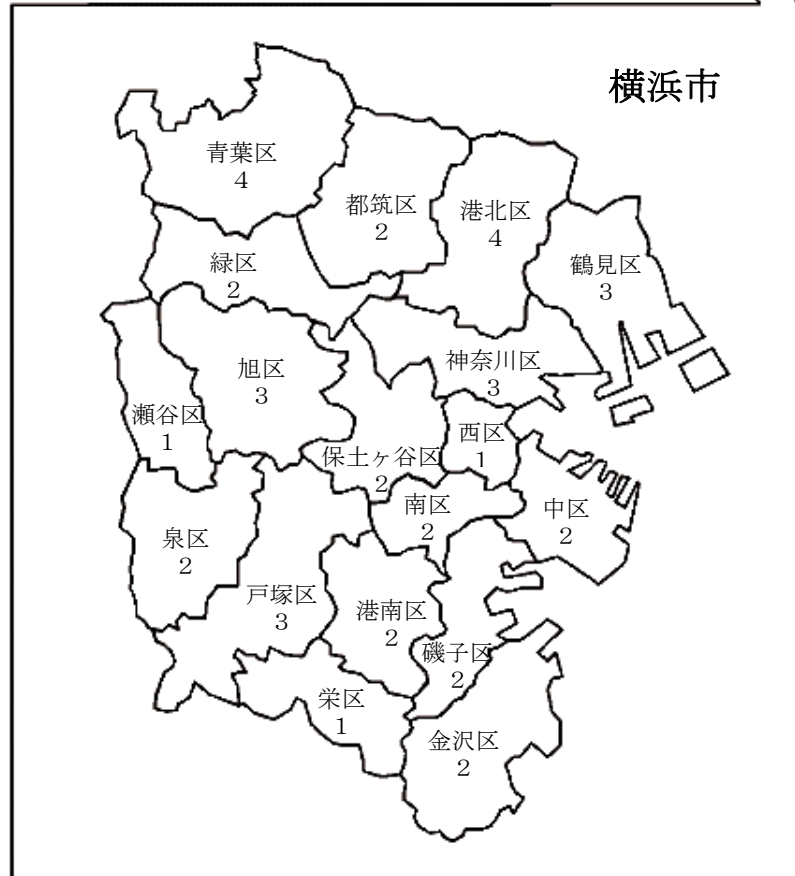 横浜市
青葉区
4
都筑区
2
港北区
4
緑区
2
鶴見区
3
旭区
3
神奈川区
3
瀬谷区
1
西区
1
保土ヶ谷区
2
南区
2
中区
2
泉区
2
戸塚区
3
港南区
2
磯子区
2
栄区
1
金沢区
2